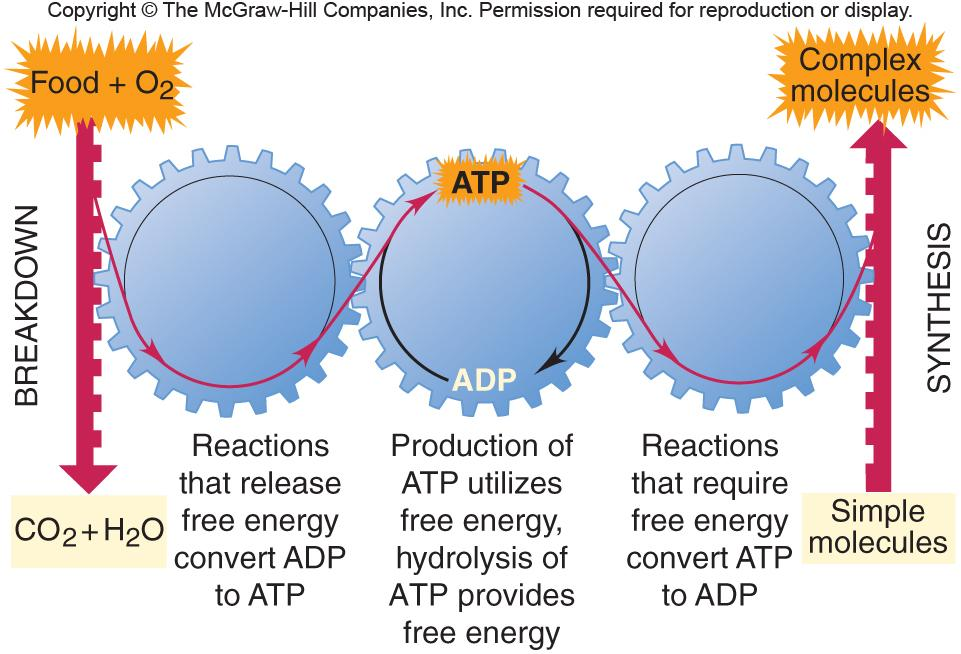 Copyright © The McGraw-Hill Companies, Inc. Permission required for reproduction or display.
Food + O₂
Complex
molecules
BREAKDOWN
ATP
ADP
SYNTHESIS
CO₂+H₂O
Reactions
that release
free energy
convert ADP
to ATP
Production of
ATP utilizes
free energy,
hydrolysis of
ATP provides
free energy
Reactions
that require
free energy
convert ATP
to ADP
Simple
molecules